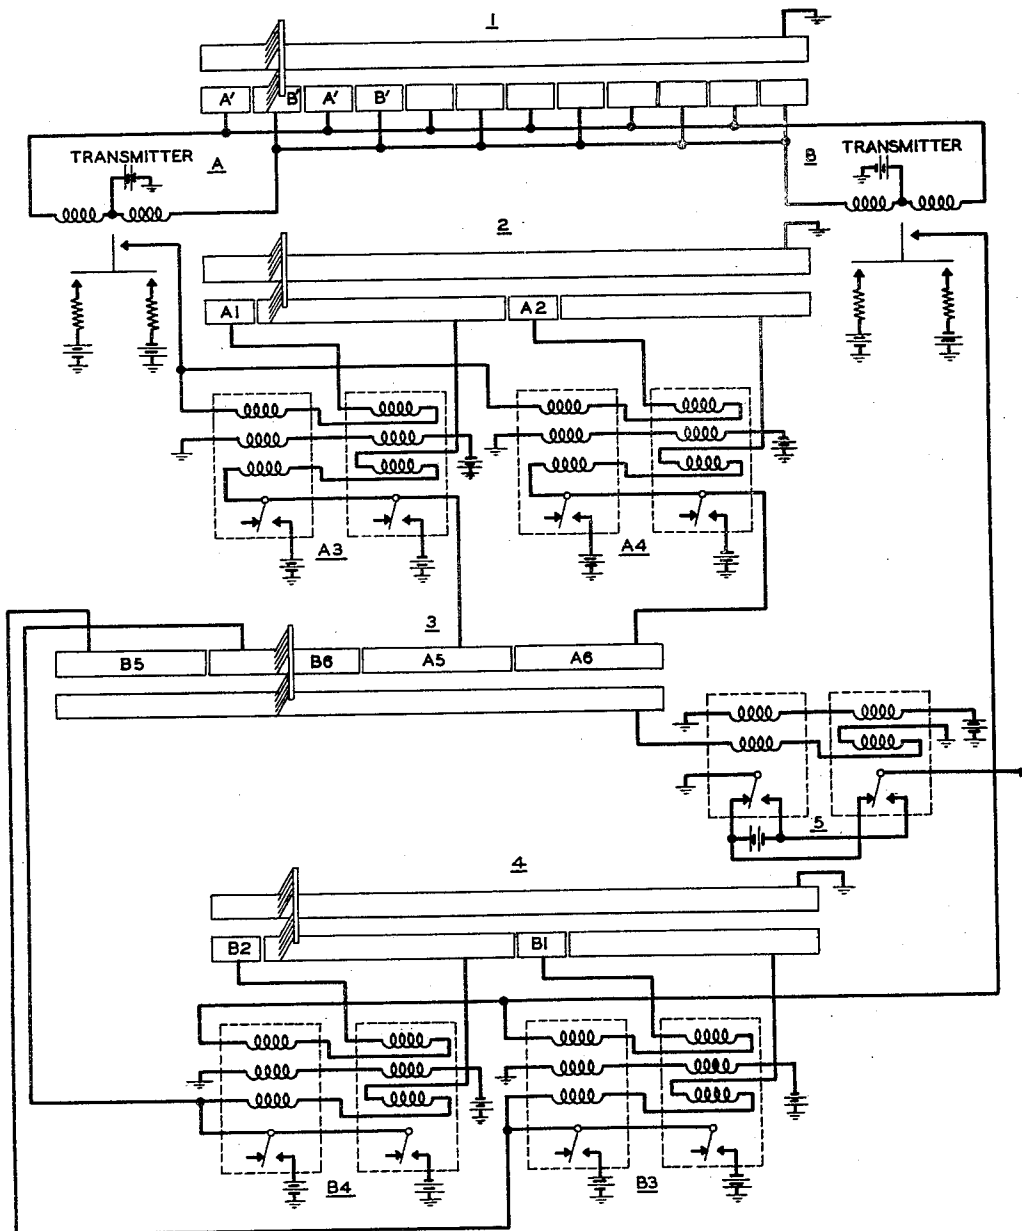 1
A' B' A' B'
TRANSMITTER A
B TRANSMITTER
2
A1 A2
A3 A4
3
B5 B6 A5 A6
5
4
B2 B1
B4 B3